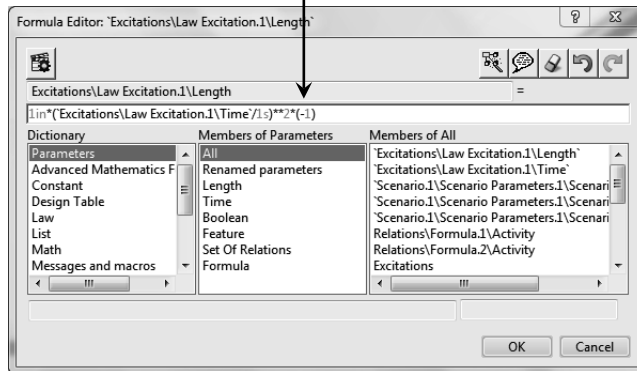 Formula Editor: `Excitations\Law Excitation.1\Length`
Excitations\Law Excitation.1\Length =
1in*(`Excitations\Law Excitation.1\Time`/1s)**2*(-1)
Dictionary Members of Parameters Members of All
Parameters All `Excitations\Law Excitation.1\Length`
Advanced Mathematics F Renamed parameters `Excitations\Law Excitation.1\Time`
Constant Length `Scenario.1\Scenario Parameters.1\Scenari
Design Table Time `Scenario.1\Scenario Parameters.1\Scenari
Law Boolean `Scenario.1\Scenario Parameters.1\Scenari
List Feature Relations\Formula.1\Activity
Math Set Of Relations Relations\Formula.2\Activity
Messages and macros Formula Excitations
OK Cancel